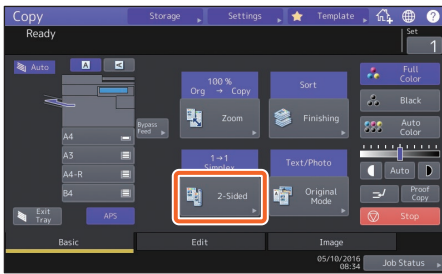 Copy
Storage
Settings
Template
Ready
Set
1
Auto
A
100 %
Org → Copy
Zoom
Sort
Finishing
Full
Color
Black
Auto
Color
Bypass
Feed
A4
A3
A4-R
B4
1→1
Simplex
2-Sided
Text/Photo
Original
Mode
Auto
Proof
Copy
Exit
Tray
APS
Stop
Basic
Edit
Image
05/10/2016
08:34
Job Status